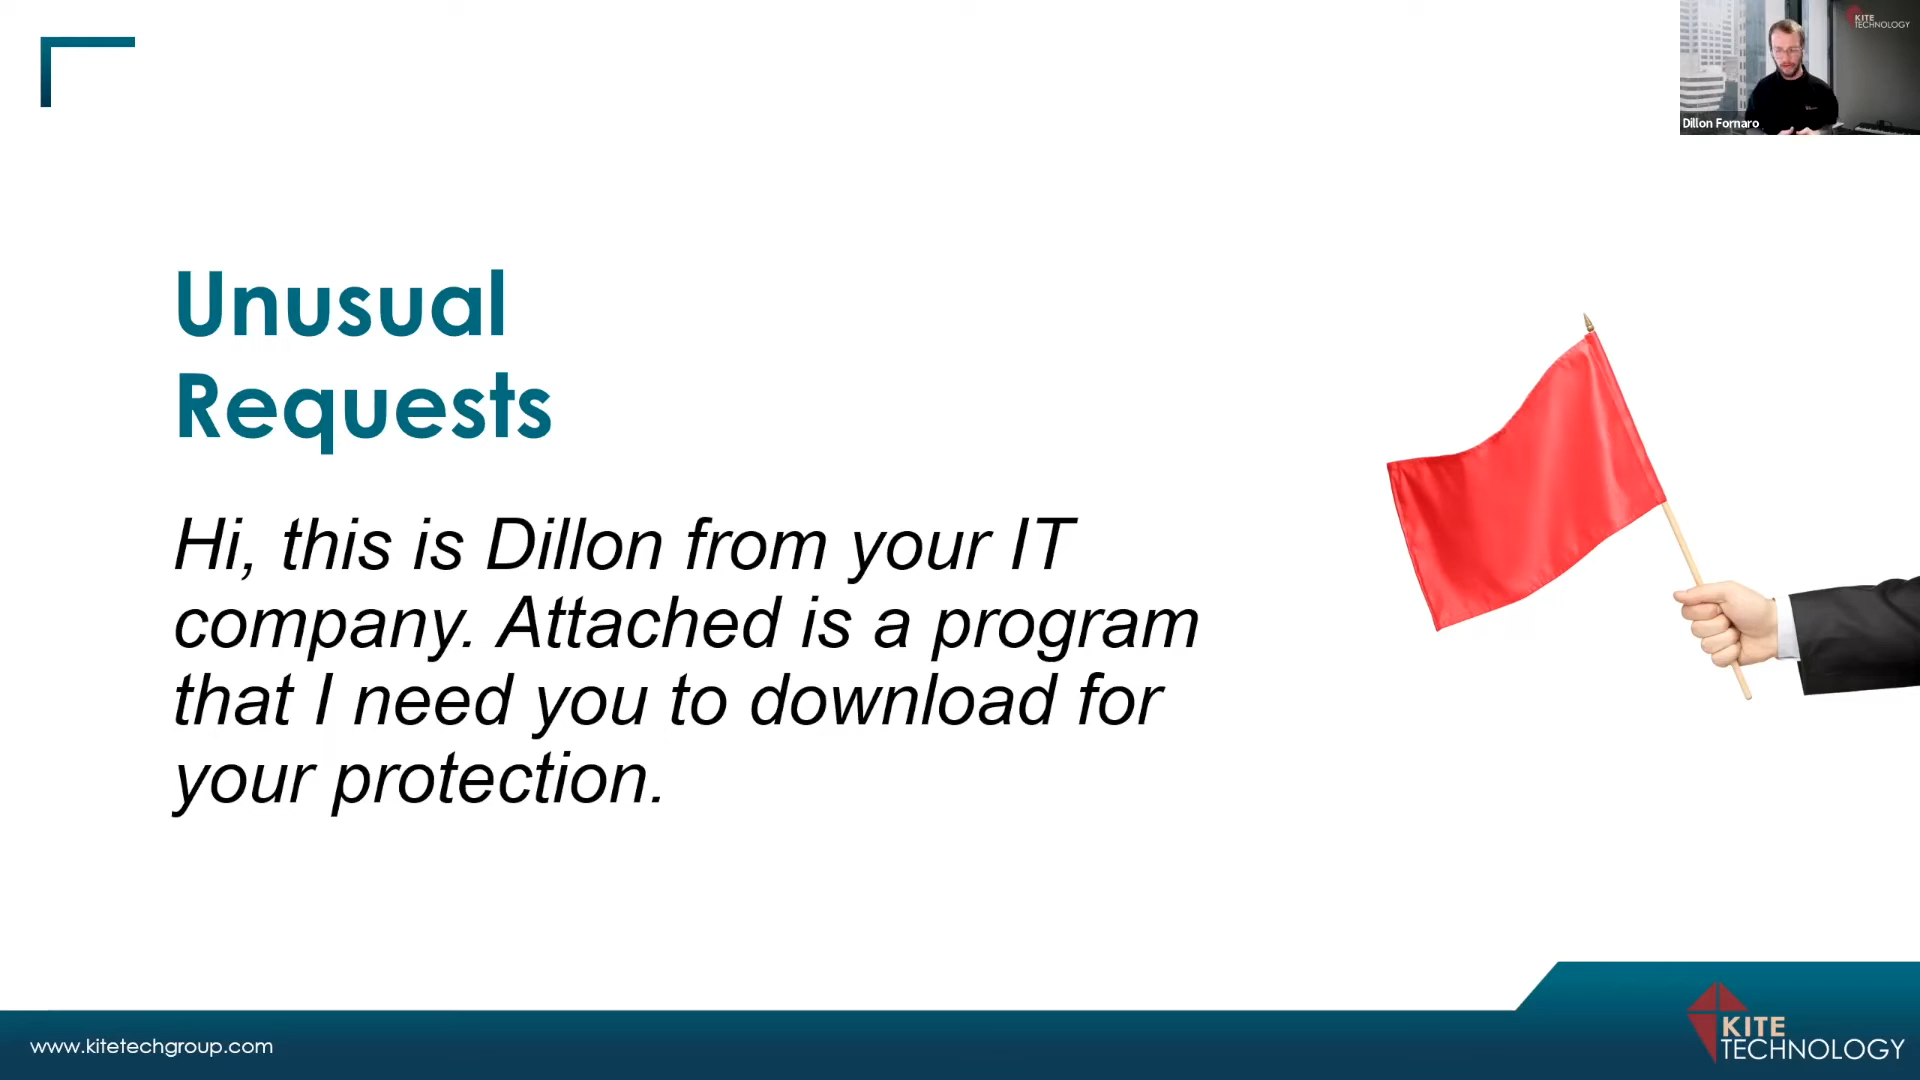 KITE
TECHNOLOGY
Dillon Fornaro
Unusual
Requests
Hi, this is Dillon from your IT
company. Attached is a program
that I need you to download for
your protection.
www.kitetechgroup.com
KITE
TECHNOLOGY